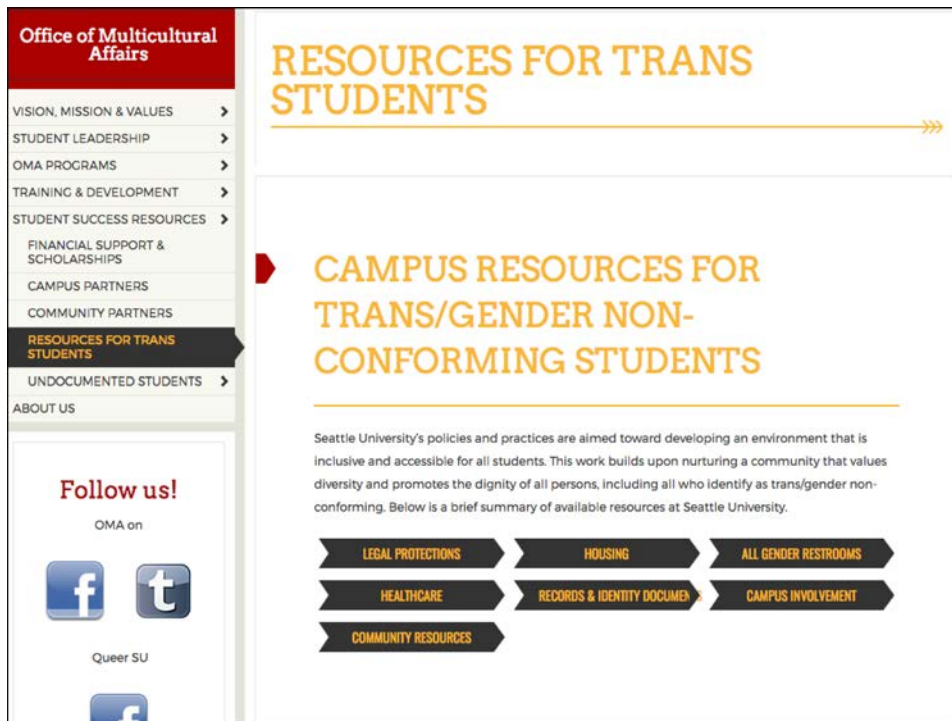 Office of Multicultural
Affairs
VISION, MISSION & VALUES
STUDENT LEADERSHIP
OMA PROGRAMS
TRAINING & DEVELOPMENT
STUDENT SUCCESS RESOURCES
FINANCIAL SUPPORT &
SCHOLARSHIPS
CAMPUS PARTNERS
COMMUNITY PARTNERS
RESOURCES FOR TRANS
STUDENTS
UNDOCUMENTED STUDENTS
ABOUT US
Follow us!
OMA on
f
t
Queer SU
RESOURCES FOR TRANS
STUDENTS
CAMPUS RESOURCES FOR
TRANS/GENDER NON-
CONFORMING STUDENTS
Seattle University's policies and practices are aimed toward developing an environment that is
inclusive and accessible for all students. This work builds upon nurturing a community that values
diversity and promotes the dignity of all persons, including all who identify as trans/gender non-
conforming. Below is a brief summary of available resources at Seattle University.
LEGAL PROTECTIONS
HOUSING
ALL GENDER RESTROOMS
HEALTHCARE
RECORDS & IDENTITY DOCUMEN S
CAMPUS INVOLVEMENT
COMMUNITY RESOURCES